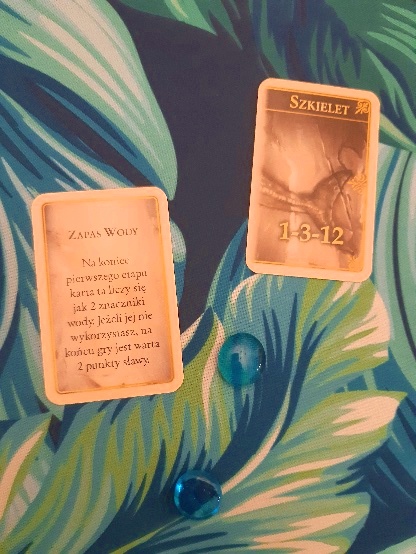 Zapas Wody
Na koniec
pierwszego etapu
karta ta liczy się
jak 2 znaczniki
wody. Jeżeli jej nie
wykorzystasz, na
końcu gry jest warta
2 punkty sławy.
Szkielet
1-3-12